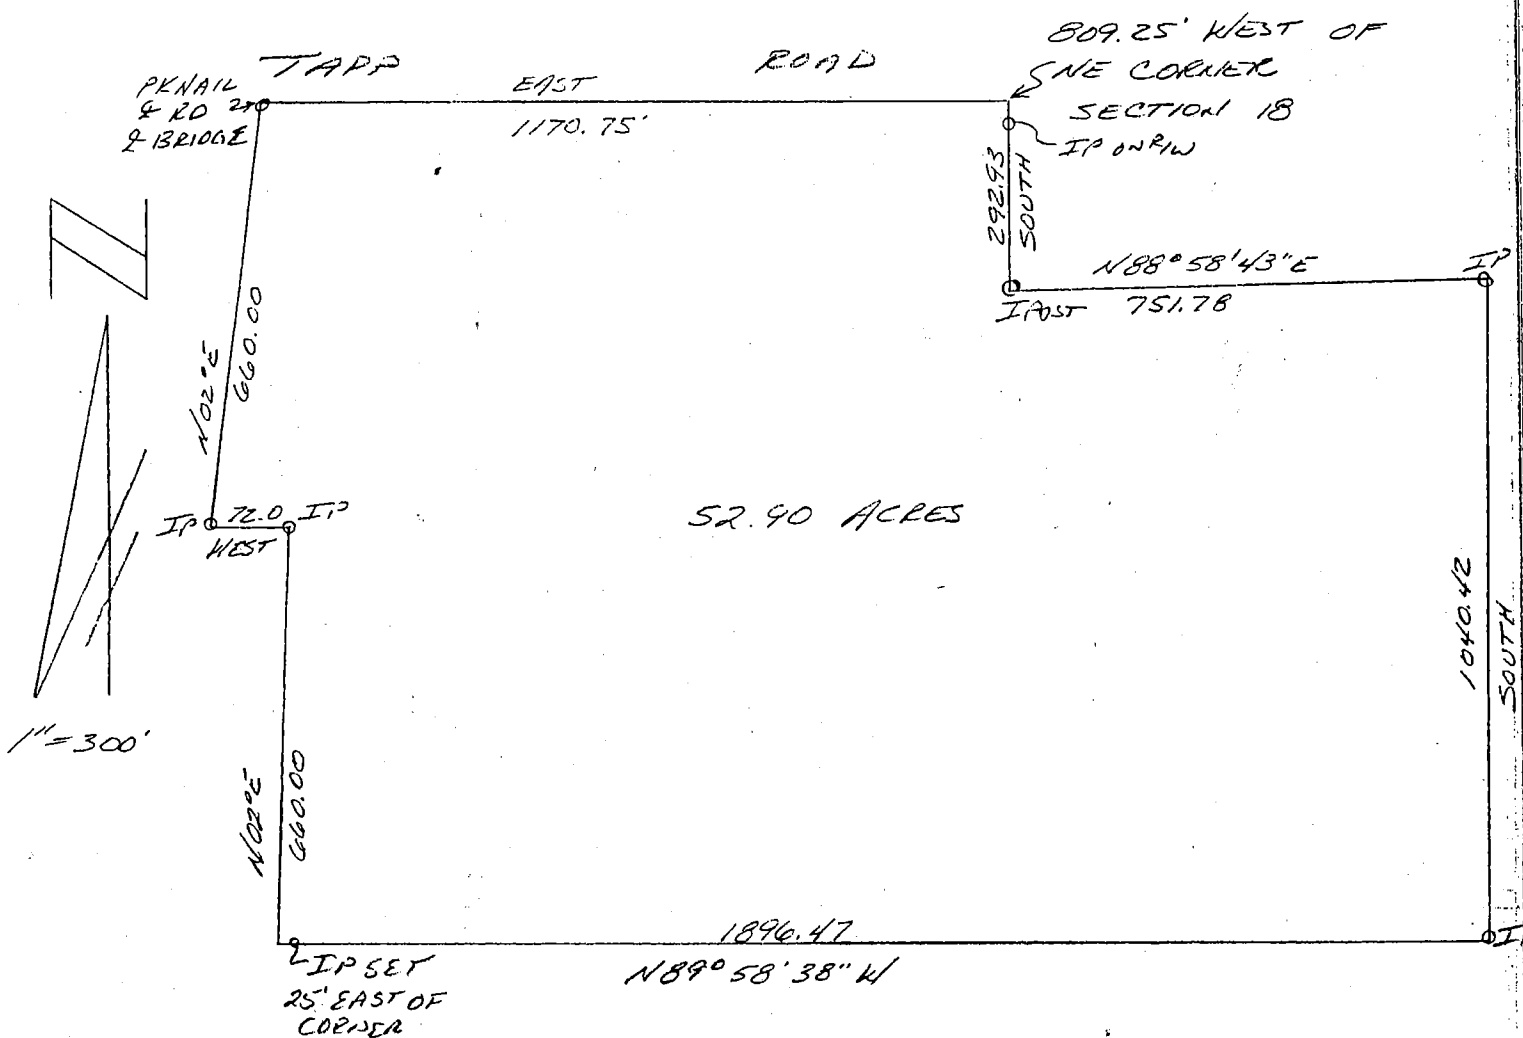 809.25' WEST OF
NE CORNER
SECTION 18
TAPP ROAD
PKNAIL
& RD
& BRIDGE
EAST
1170.75'
IP ON R/W
292.93
SOUTH
N88°58'43"E
751.78
IP
IPOST
N
N02°E
660.00
IP 72.0 IP
WEST
52.90 ACRES
1040.42
SOUTH
1"=300'
N02°E
660.00
1896.47
N89°58'38"W
IP SET
25' EAST OF
CORNER